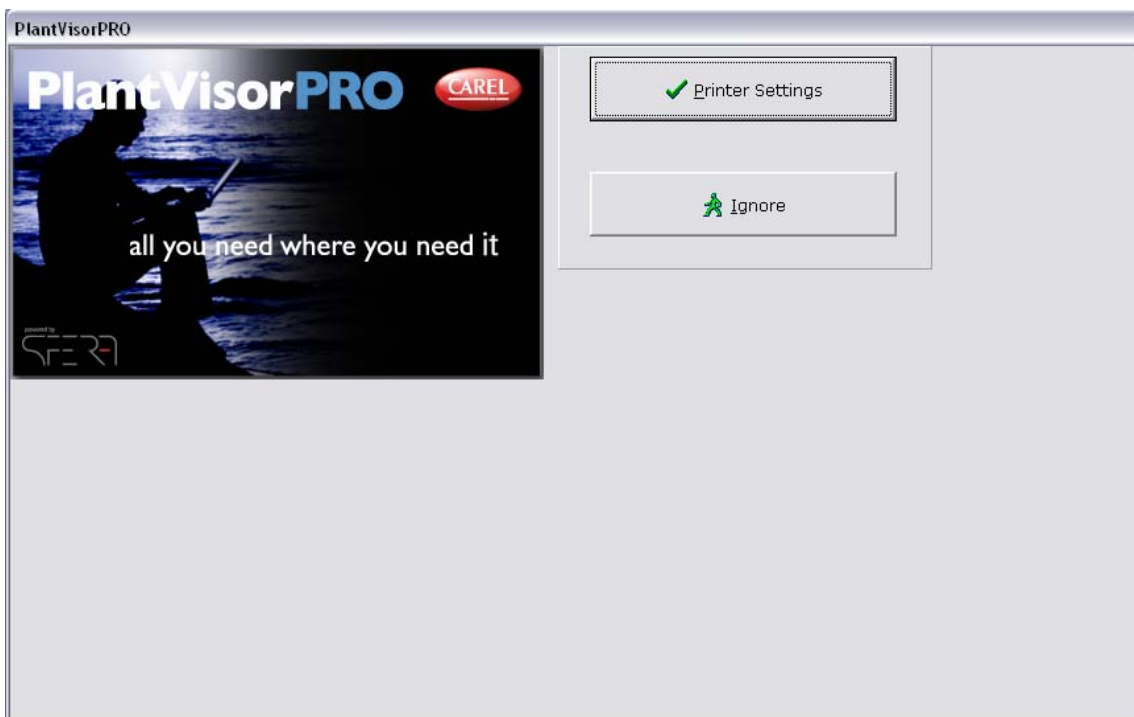 PlantVisorPRO
PlantVisorPRO CAREL
all you need where you need it
powered by
SFERA
Printer Settings
Ignore